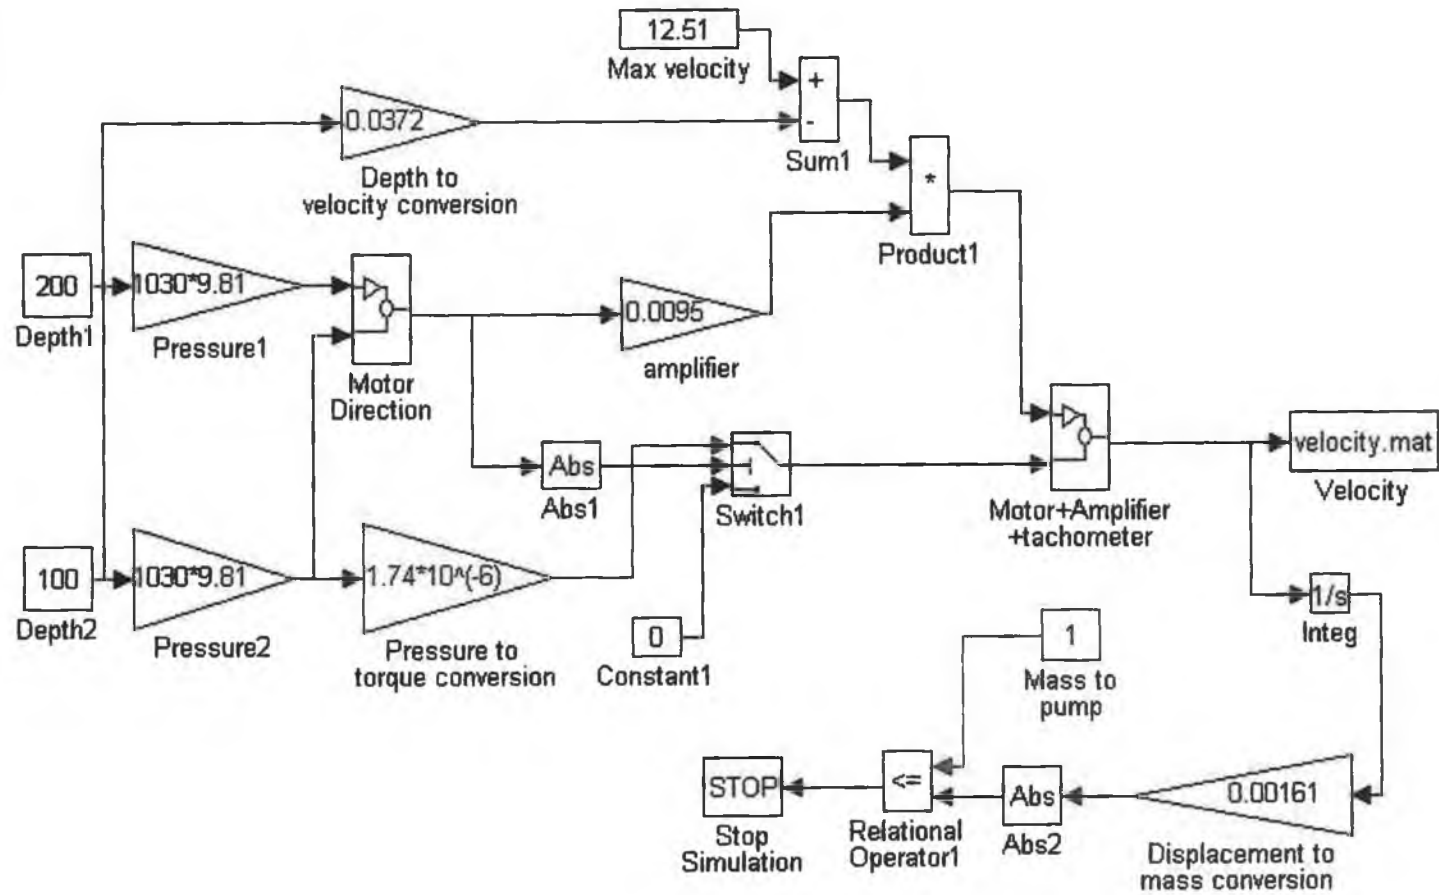 12.51
Max velocity
+
-
Sum1
0.0372
Depth to
velocity conversion
*
Product1
200
Depth1
1030*9.81
Pressure1
Motor
Direction
0.0095
amplifier
Abs
Abs1
Switch1
Motor+Amplifier
+tachometer
velocity.mat
Velocity
100
Depth2
1030*9.81
Pressure2
1.74*10^(-6)
Pressure to
torque conversion
0
Constant1
1
Mass to
pump
1/s
Integ
STOP
Stop
Simulation
<=
Relational
Operator1
Abs
Abs2
0.00161
Displacement to
mass conversion